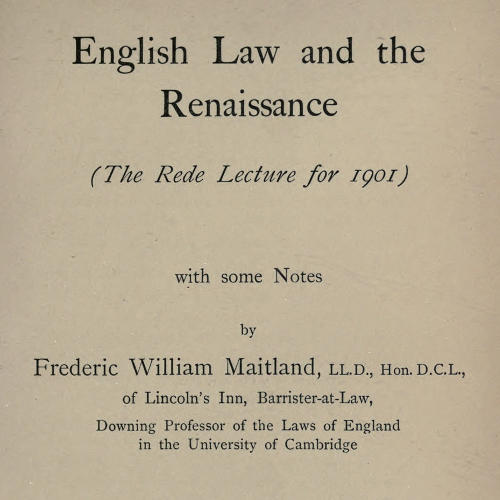 English Law and the
Renaissance
(The Rede Lecture for 1901)
with some Notes
by
Frederic William Maitland, LL.D., Hon. D.C.L.,
of Lincoln's Inn, Barrister-at-Law,
Downing Professor of the Laws of England
in the University of Cambridge